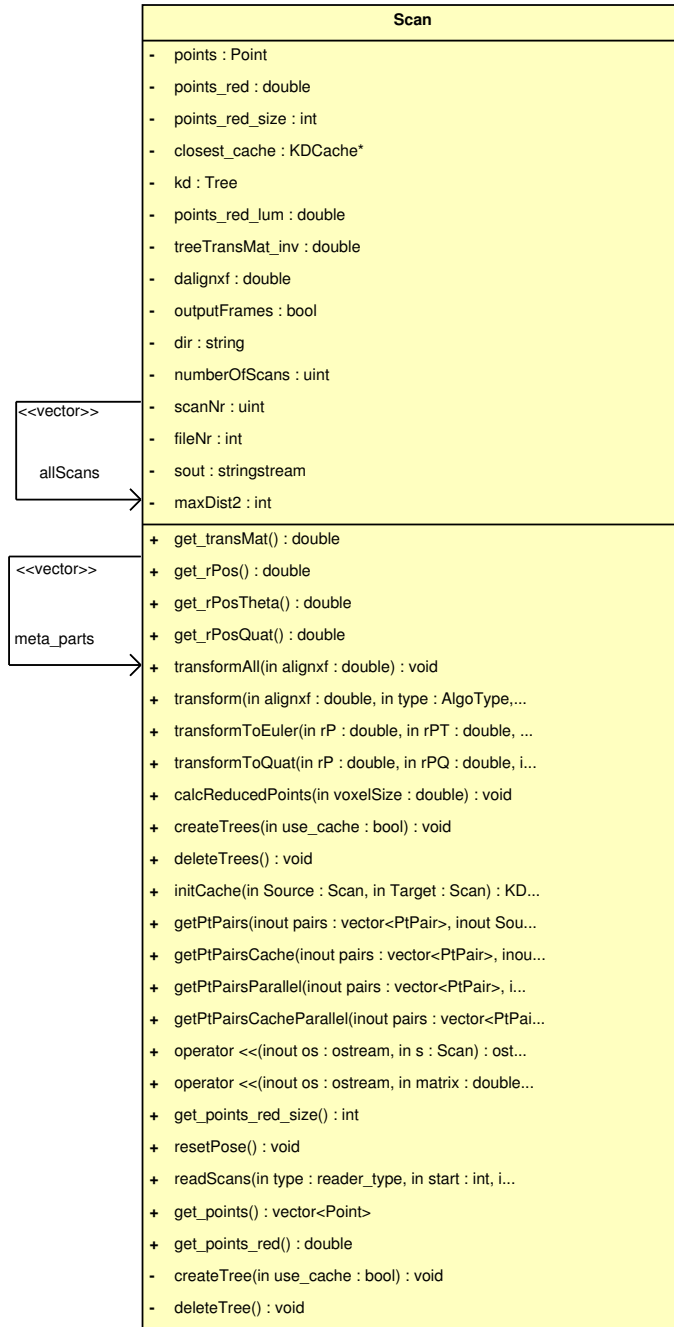 Scan
- points : Point
- points_red : double
- points_red_size : int
- closest_cache : KDCache*
- kd : Tree
- points_red_lum : double
- treeTransMat_inv : double
- dalignxf : double
- outputFrames : bool
- dir : string
- numberOfScans : uint
- scanNr : uint
- fileNr : int
- sout : stringstream
- maxDist2 : int
<<vector>>
allScans
+ get_transMat() : double
+ get_rPos() : double
+ get_rPosTheta() : double
+ get_rPosQuat() : double
+ transformAll(in alignxf : double) : void
+ transform(in alignxf : double, in type : AlgoType,...
+ transformToEuler(in rP : double, in rPT : double, ...
+ transformToQuat(in rP : double, in rPQ : double, i...
+ calcReducedPoints(in voxelSize : double) : void
+ createTrees(in use_cache : bool) : void
+ deleteTrees() : void
+ initCache(in Source : Scan, in Target : Scan) : KD...
+ getPtPairs(inout pairs : vector<PtPair>, inout Sou...
+ getPtPairsCache(inout pairs : vector<PtPair>, inou...
+ getPtPairsParallel(inout pairs : vector<PtPair>, i...
+ getPtPairsCacheParallel(inout pairs : vector<PtPai...
+ operator <<(inout os : ostream, in s : Scan) : ost...
+ operator <<(inout os : ostream, in matrix : double...
+ get_points_red_size() : int
+ resetPose() : void
+ readScans(in type : reader_type, in start : int, i...
+ get_points() : vector<Point>
+ get_points_red() : double
- createTree(in use_cache : bool) : void
- deleteTree() : void
<<vector>>
meta_parts